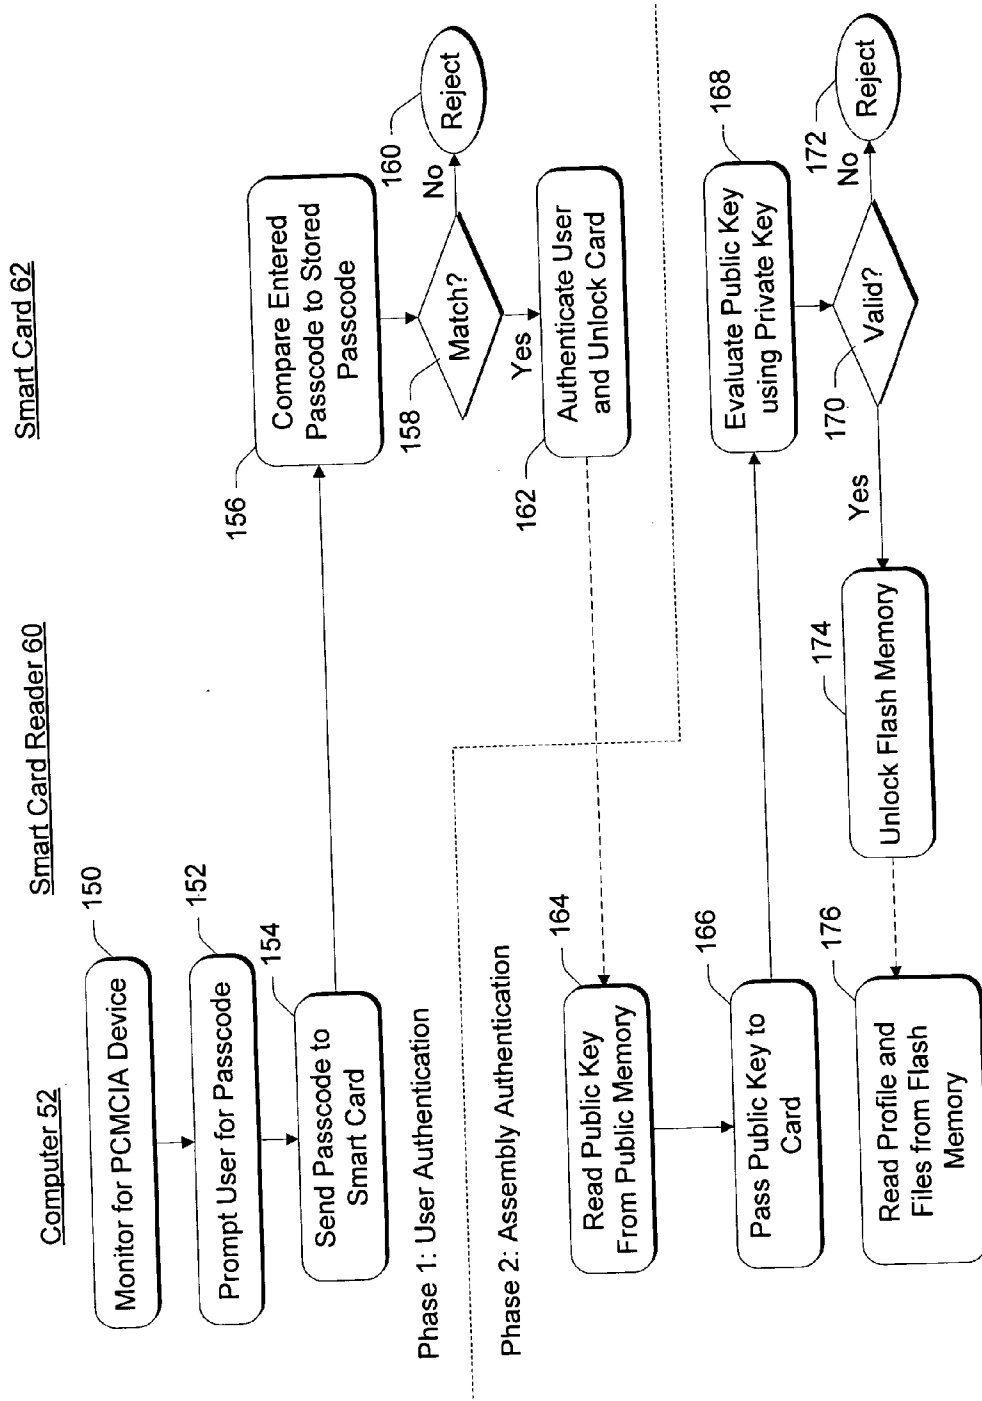 Computer 52
Smart Card Reader 60
Smart Card 62
150
Monitor for PCMCIA Device
152
Prompt User for Passcode
154
Send Passcode to
Smart Card
156
Compare Entered
Passcode to Stored
Passcode
158
Match?
No
160
Reject
Yes
162
Authenticate User
and Unlock Card
Phase 1: User Authentication
Phase 2: Assembly Authentication
164
Read Public Key
From Public Memory
166
Pass Public Key to
Card
168
Evaluate Public Key
using Private Key
170
Valid?
No
172
Reject
Yes
174
Unlock Flash Memory
176
Read Profile and
Files from Flash
Memory